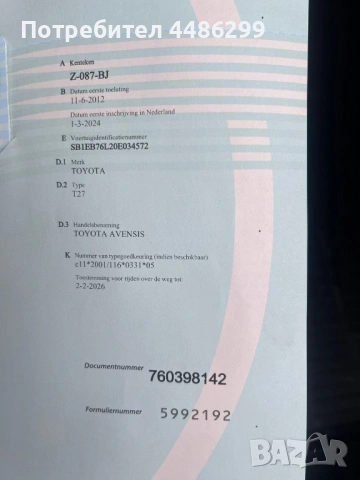 Потребител 4486299
A Kenteken
Z-087-BJ
B Datum eerste toelating
11-6-2012
Datum eerste inschrijving in Nederland
1-3-2024
E Voertuigidentificatienummer
SB1EB76L20E034572
D.1 Merk
TOYOTA
D.2 Type
T27
D.3 Handelsbenaming
TOYOTA AVENSIS
K Nummer van typegoedkeuring (indien beschikbaar)
e11*2001/116*0331*05
Toestemming voor rijden over de weg tot
2-2-2026
Documentnummer 760398142
Formuliernummer 5992192
BAZAR
bg